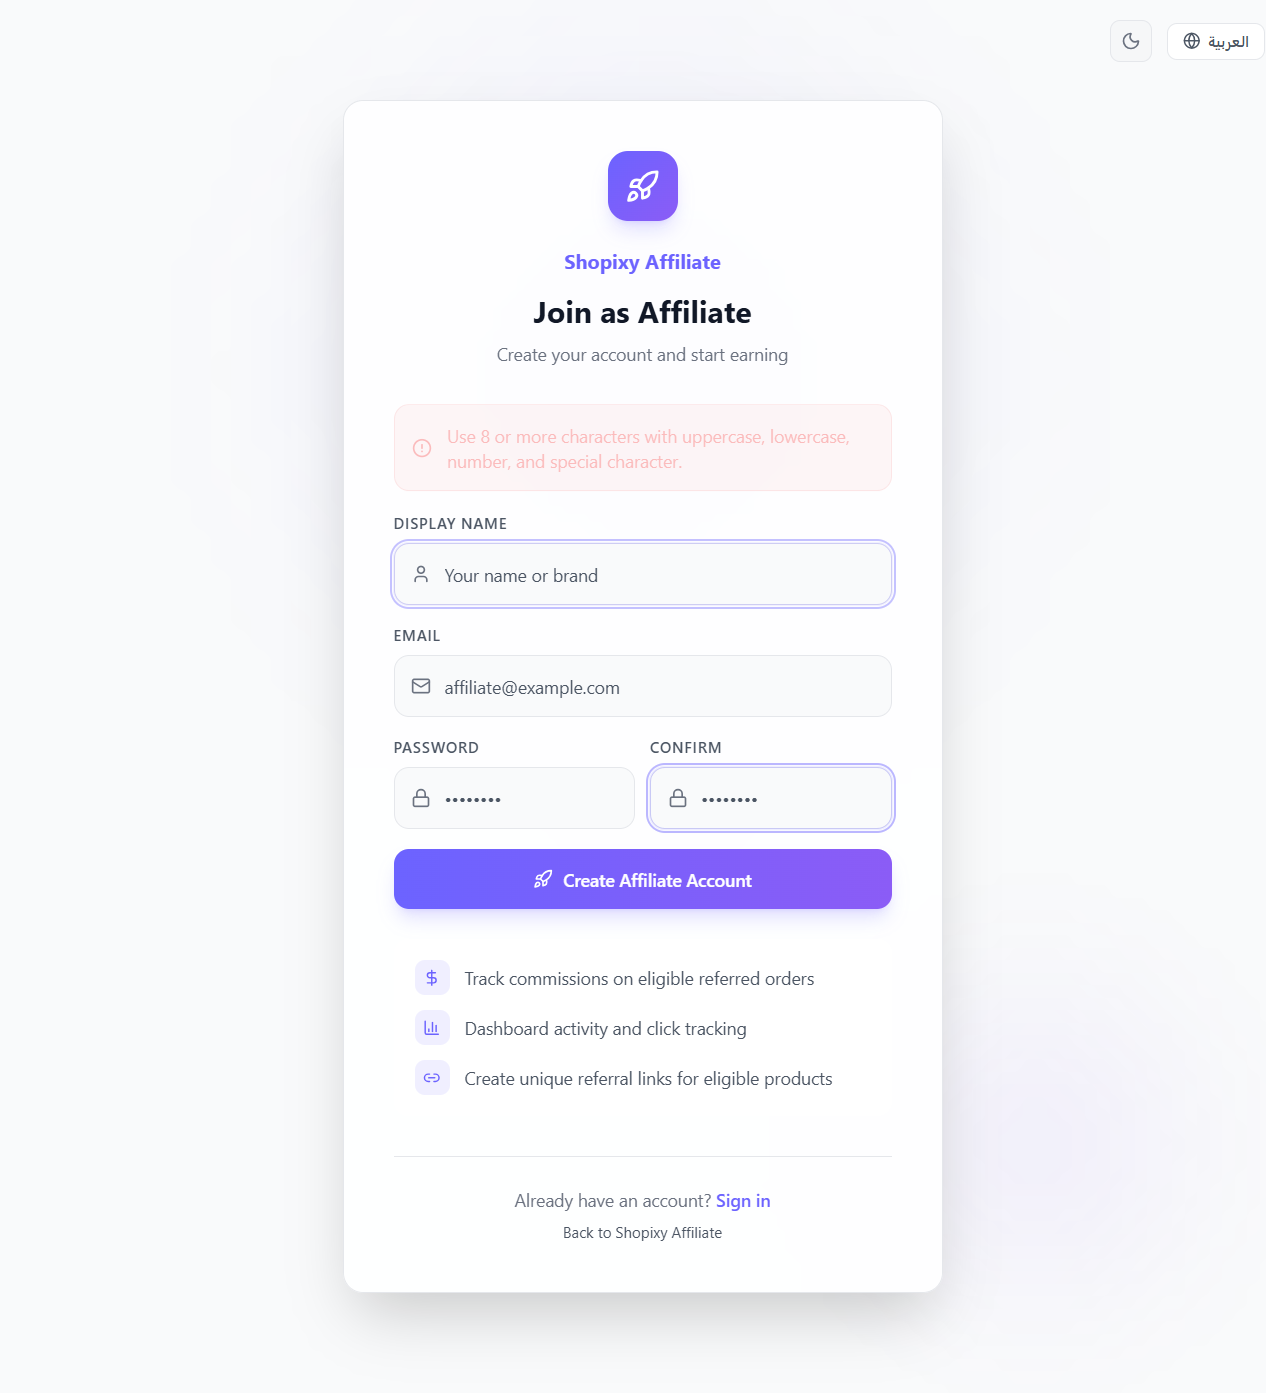 العربية
Shopixy Affiliate
Join as Affiliate
Create your account and start earning
Use 8 or more characters with uppercase, lowercase,
number, and special character.
DISPLAY NAME
Your name or brand
EMAIL
affiliate@example.com
PASSWORD
CONFIRM
••••••••
••••••••
Create Affiliate Account
Track commissions on eligible referred orders
Dashboard activity and click tracking
Create unique referral links for eligible products
Already have an account? Sign in
Back to Shopixy Affiliate